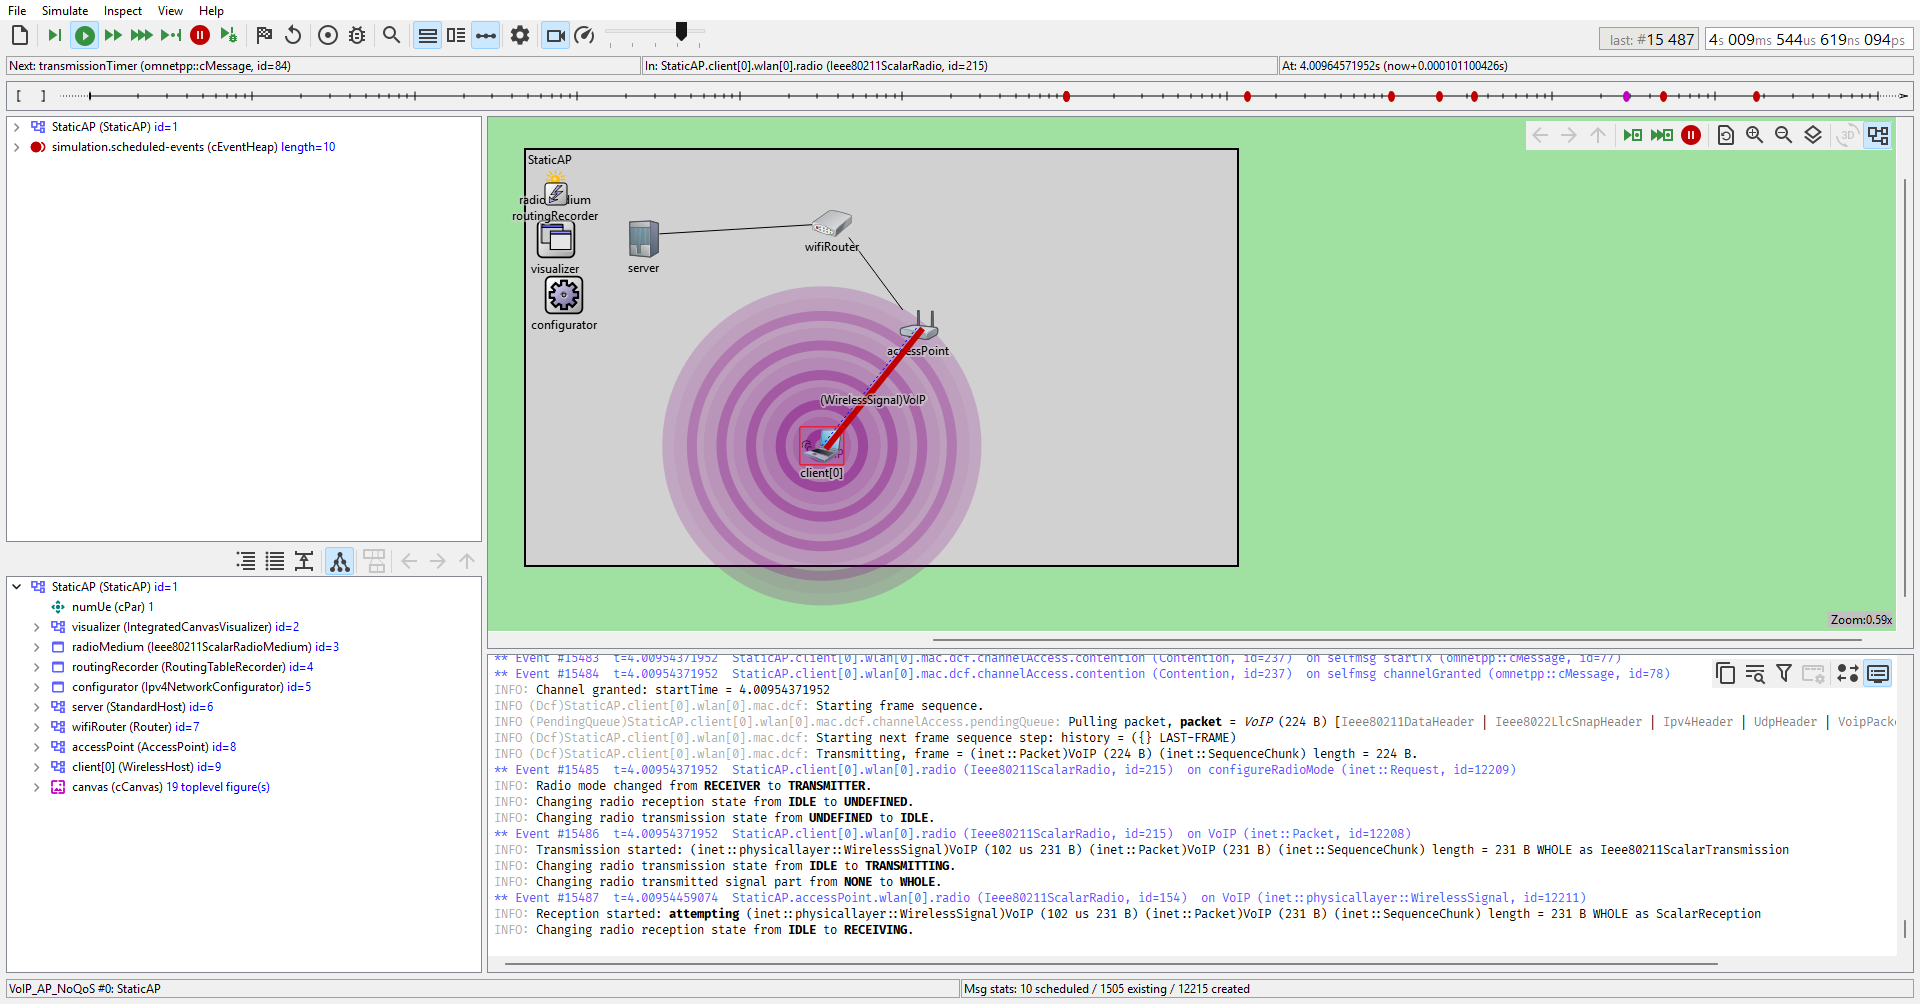 File Simulate Inspect View Help
last: #15 487 4s 009ms 544us 619ns 094ps
Next: transmissionTimer (omnetpp::cMessage, id=84) In: StaticAP.client[0].wlan[0].radio (Ieee80211ScalarRadio, id=215) At: 4.00964571952s (now+0.000101100426s)
[ ]
StaticAP (StaticAP) id=1
simulation.scheduled-events (cEventHeap) length=10
StaticAP (StaticAP) id=1
numUe (cPar) 1
visualizer (IntegratedCanvasVisualizer) id=2
radioMedium (Ieee80211ScalarRadioMedium) id=3
routingRecorder (RoutingTableRecorder) id=4
configurator (Ipv4NetworkConfigurator) id=5
server (StandardHost) id=6
wifiRouter (Router) id=7
accessPoint (AccessPoint) id=8
client[0] (WirelessHost) id=9
canvas (cCanvas) 19 toplevel figure(s)
3D
StaticAP
routingRecorder
visualizer
configurator
server
wifiRouter
accessPoint
(WirelessSignal)VoIP
client[0]
Zoom:0.59x
** Event #15483 t=4.00954371952 StaticAP.client[0].wlan[0].mac.dcf.channelAccess.contention (Contention, id=237) on selfmsg startTx (omnetpp::cMessage, id=77)
** Event #15484 t=4.00954371952 StaticAP.client[0].wlan[0].mac.dcf.channelAccess.contention (Contention, id=237) on selfmsg channelGranted (omnetpp::cMessage, id=78)
INFO: Channel granted: startTime = 4.00954371952
INFO (Dcf)StaticAP.client[0].wlan[0].mac.dcf: Starting frame sequence.
INFO (PendingQueue)StaticAP.client[0].wlan[0].mac.dcf.channelAccess.pendingQueue: Pulling packet, packet = VoIP (224 B) [Ieee80211DataHeader | Ieee8022LlcSnapHeader | Ipv4Header | UdpHeader | VoipPack
INFO (Dcf)StaticAP.client[0].wlan[0].mac.dcf: Starting next frame sequence step: history = ({} LAST-FRAME)
INFO (Dcf)StaticAP.client[0].wlan[0].mac.dcf: Transmitting, frame = (inet::Packet)VoIP (224 B) (inet::SequenceChunk) length = 224 B.
** Event #15485 t=4.00954371952 StaticAP.client[0].wlan[0].radio (Ieee80211ScalarRadio, id=215) on configureRadioMode (inet::Request, id=12209)
INFO: Radio mode changed from RECEIVER to TRANSMITTER.
INFO: Changing radio reception state from IDLE to UNDEFINED.
INFO: Changing radio transmission state from UNDEFINED to IDLE.
** Event #15486 t=4.00954371952 StaticAP.client[0].wlan[0].radio (Ieee80211ScalarRadio, id=215) on VoIP (inet::Packet, id=12208)
INFO: Transmission started: (inet::physicallayer::WirelessSignal)VoIP (102 us 231 B) (inet::Packet)VoIP (231 B) (inet::SequenceChunk) length = 231 B WHOLE as Ieee80211ScalarTransmission
INFO: Changing radio transmission state from IDLE to TRANSMITTING.
INFO: Changing radio transmitted signal part from NONE to WHOLE.
** Event #15487 t=4.00954459074 StaticAP.accessPoint.wlan[0].radio (Ieee80211ScalarRadio, id=154) on VoIP (inet::physicallayer::WirelessSignal, id=12211)
INFO: Reception started: attempting (inet::physicallayer::WirelessSignal)VoIP (102 us 231 B) (inet::Packet)VoIP (231 B) (inet::SequenceChunk) length = 231 B WHOLE as ScalarReception
INFO: Changing radio reception state from IDLE to RECEIVING.
VoIP_AP_NoQoS #0: StaticAP Msg stats: 10 scheduled / 1505 existing / 12215 created